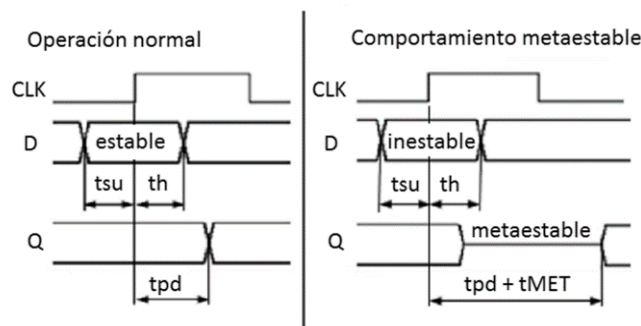 Operación normal
CLK
D
estable
tsu
th
Q
tpd
Comportamiento metaestable
CLK
D
inestable
tsu
th
Q
metaestable
tpd + tMET